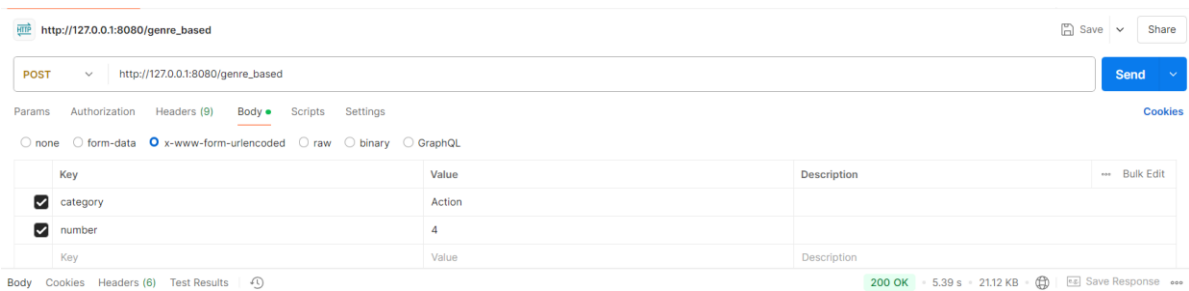 HTTP http://127.0.0.1:8080/genre_based Save Share
POST http://127.0.0.1:8080/genre_based Send
Params Authorization Headers (9) Body Scripts Settings Cookies
none form-data x-www-form-urlencoded raw binary GraphQL
Key Value Description Bulk Edit
category Action
number 4
Key Value Description
Body Cookies Headers (6) Test Results 200 OK 5.39 s 21.12 KB Save Response